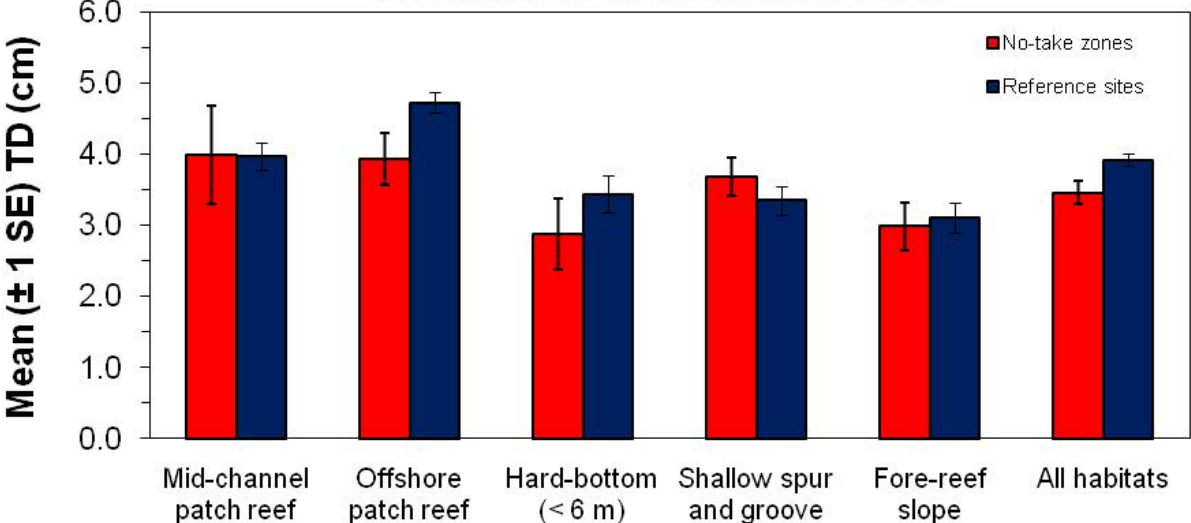 6.0
5.0
4.0
3.0
2.0
1.0
0.0
Mean (± 1 SE) TD (cm)
No-take zones
Reference sites
Mid-channel
patch reef
Offshore
patch reef
Hard-bottom
(< 6 m)
Shallow spur
and groove
Fore-reef
slope
All habitats